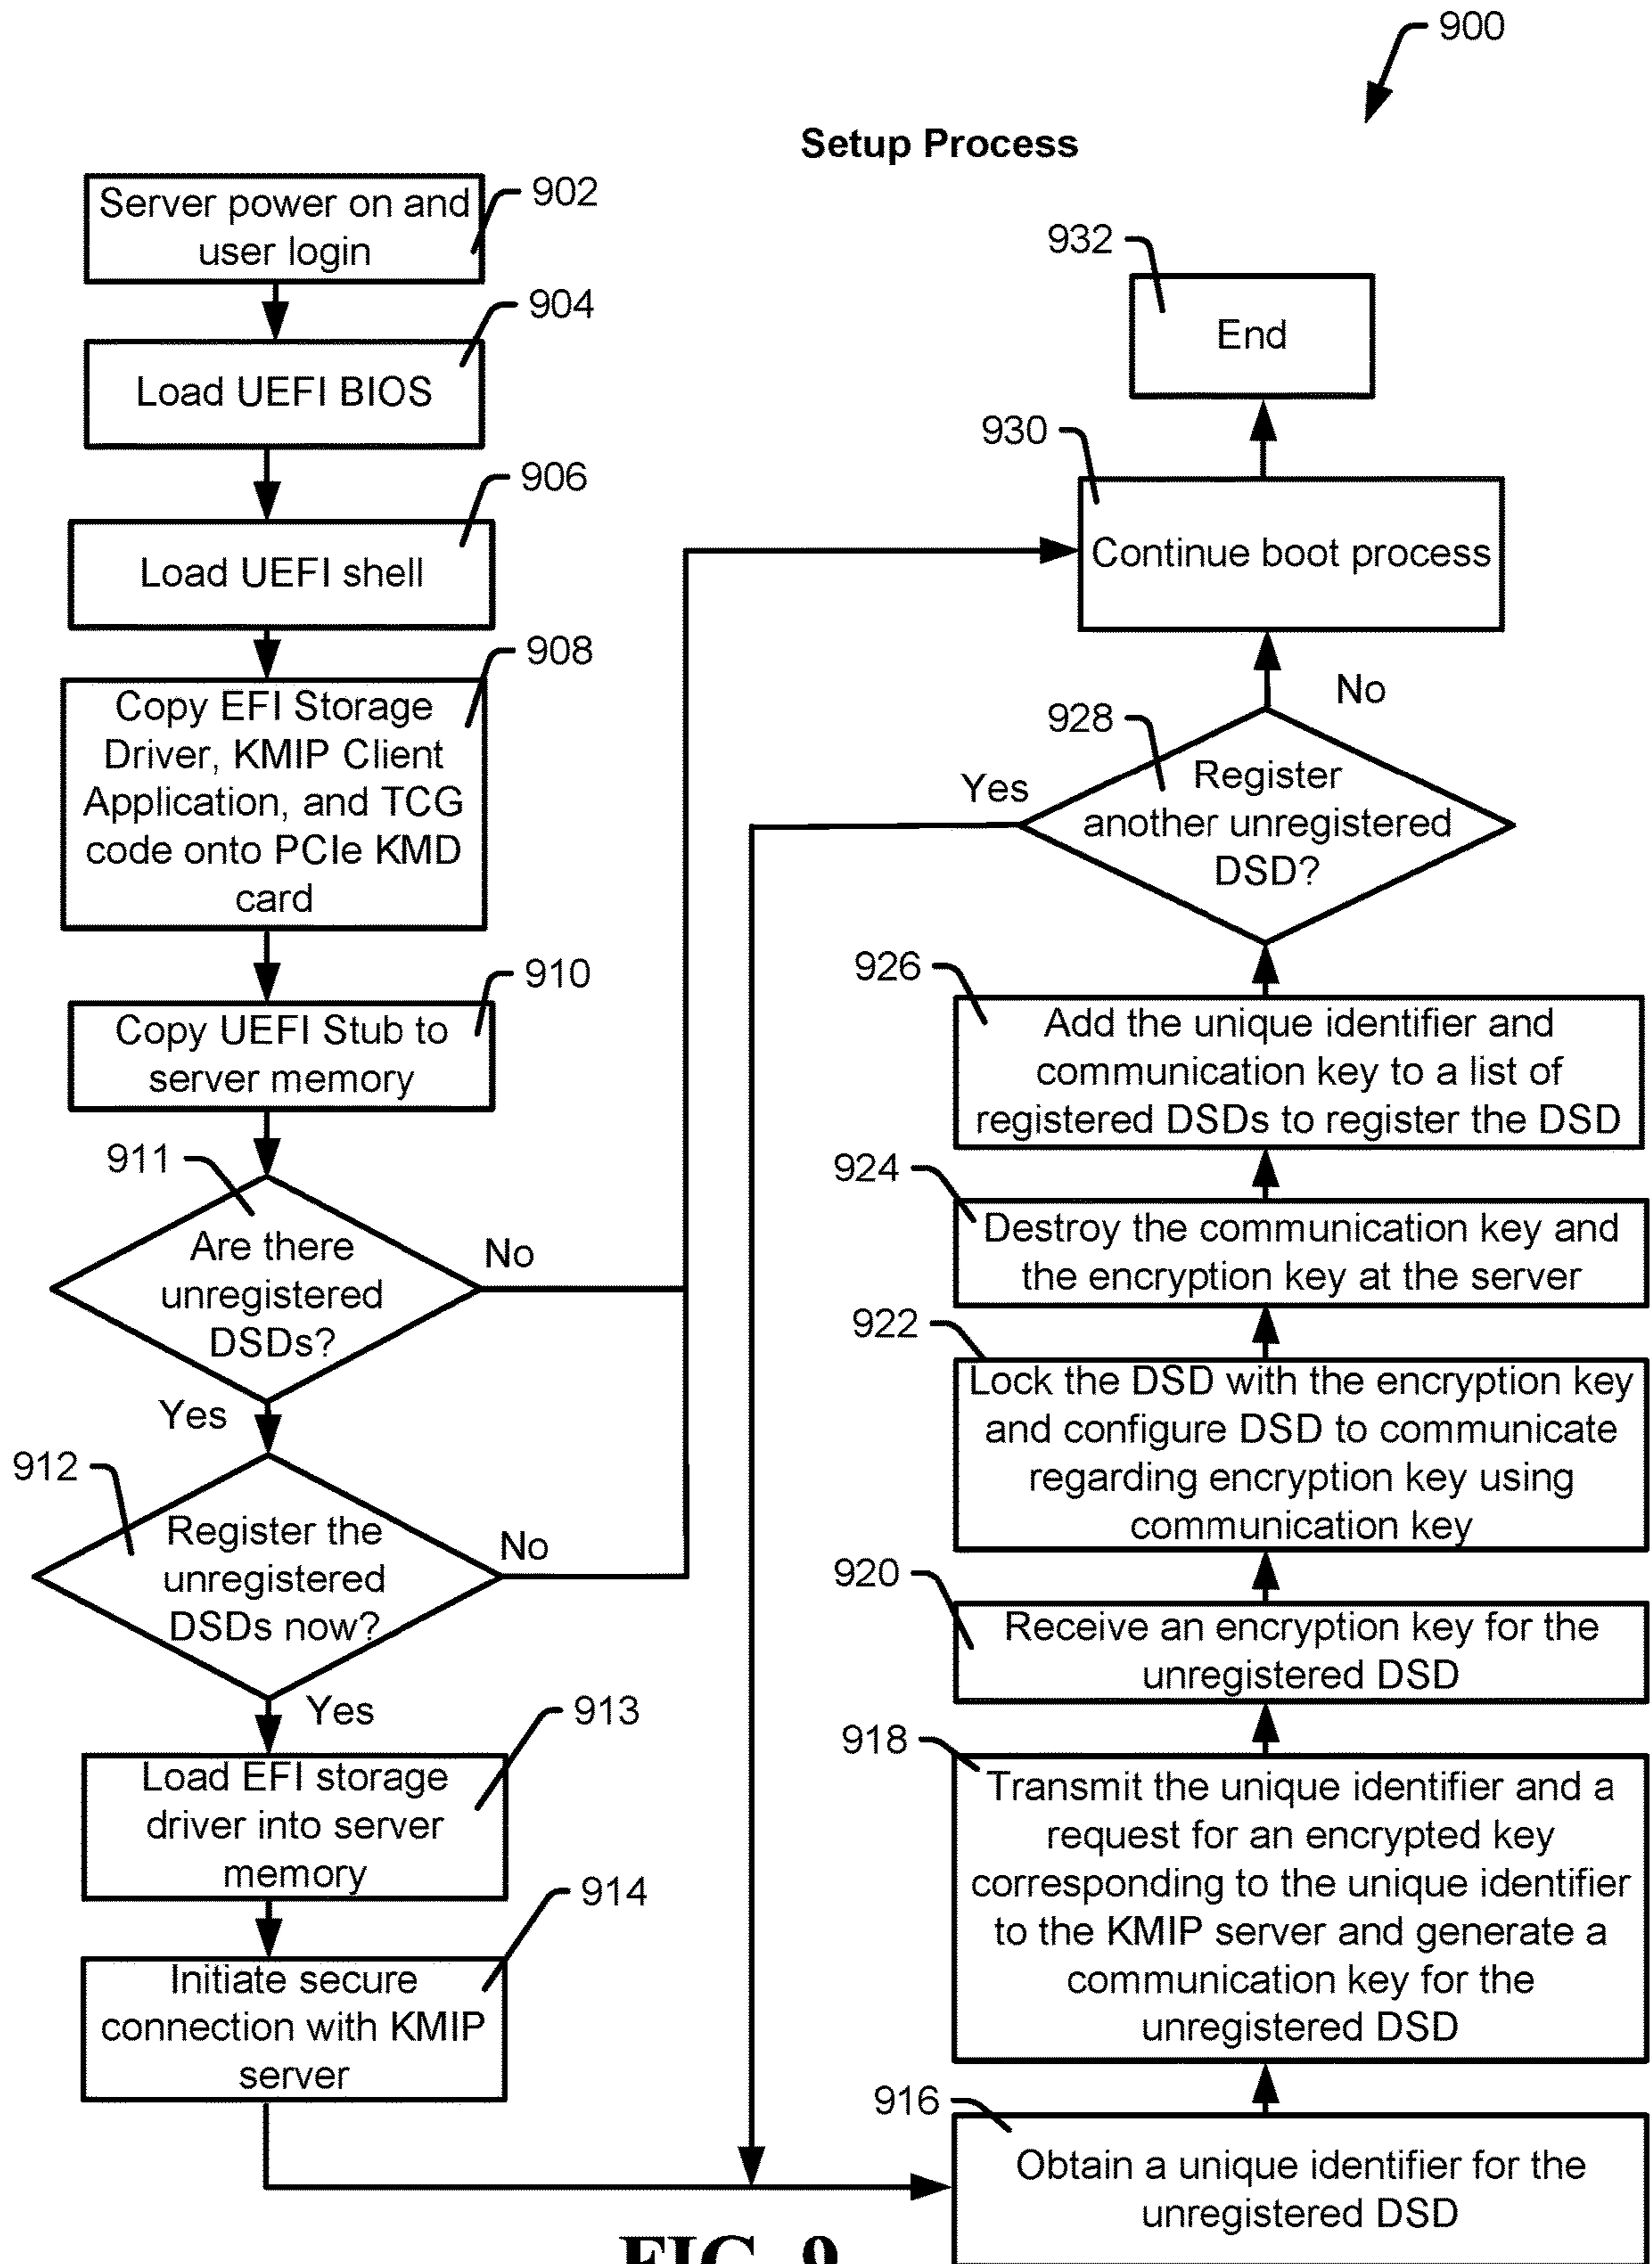 900
Setup Process
902
Server power on and
user login
904
Load UEFI BIOS
906
Load UEFI shell
908
Copy EFI Storage
Driver, KMIP Client
Application, and TCG
code onto PCIe KMD
card
910
Copy UEFI Stub to
server memory
911
Are there
unregistered
DSDs?
No
Yes
912
Register the
unregistered
DSDs now?
No
Yes
913
Load EFI storage
driver into server
memory
914
Initiate secure
connection with KMIP
server
932
End
930
Continue boot process
No
928
Register
another unregistered
DSD?
Yes
926
Add the unique identifier and
communication key to a list of
registered DSDs to register the DSD
924
Destroy the communication key and
the encryption key at the server
922
Lock the DSD with the encryption key
and configure DSD to communicate
regarding encryption key using
communication key
920
Receive an encryption key for the
unregistered DSD
918
Transmit the unique identifier and a
request for an encrypted key
corresponding to the unique identifier
to the KMIP server and generate a
communication key for the
unregistered DSD
916
Obtain a unique identifier for the
unregistered DSD
FIG. 9